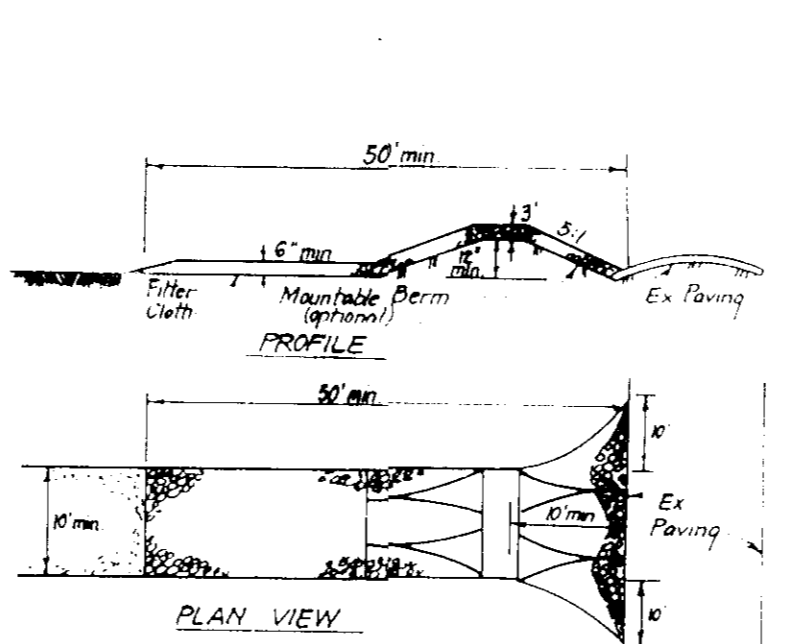 50' min.
3'
5:1
6" min
12"
min.
Filter
Cloth
Mountable Berm
(optional)
Ex Paving
PROFILE
50' min.
10'
10' min
10' min
Ex
Paving
10'
PLAN VIEW